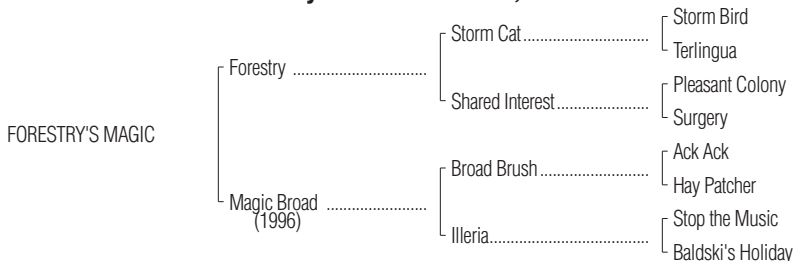 Storm Bird
Storm Cat..............................
Terlingua
Forestry ................................
Pleasant Colony
Shared Interest......................
Surgery
FORESTRY'S MAGIC
Ack Ack
Broad Brush..........................
Hay Patcher
Magic Broad ........................
(1996)
Stop the Music
Illeria......................................
Baldski's Holiday